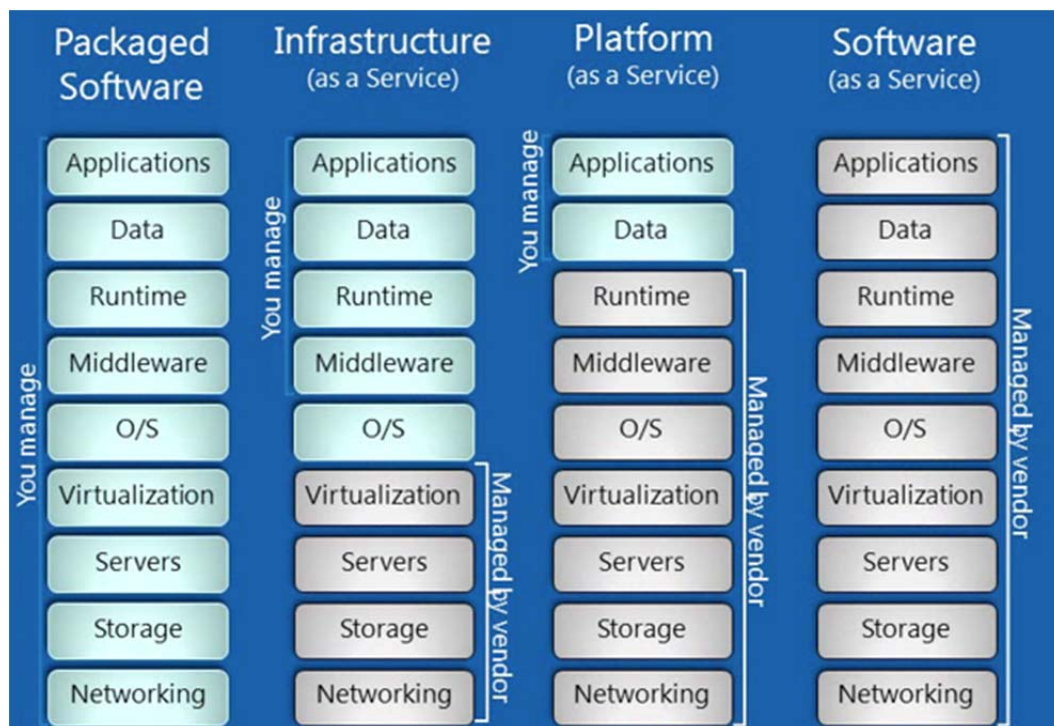 Packaged
Software
You manage
Applications
Data
Runtime
Middleware
O/S
Virtualization
Servers
Storage
Networking
Infrastructure
(as a Service)
You manage
Applications
Data
Runtime
Middleware
O/S
Virtualization
Servers
Storage
Networking
Managed by vendor
Platform
(as a Service)
You manage
Applications
Data
Runtime
Middleware
O/S
Virtualization
Servers
Storage
Networking
Managed by vendor
Software
(as a Service)
Applications
Data
Runtime
Middleware
O/S
Virtualization
Servers
Storage
Networking
Managed by vendor